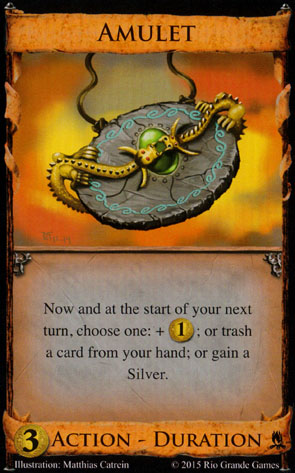 AMULET
Now and at the start of your next
turn, choose one: + 1; or trash
a card from your hand; or gain a
Silver.
3 ACTION - DURATION
Illustration: Matthias Catrein © 2015 Rio Grande Games